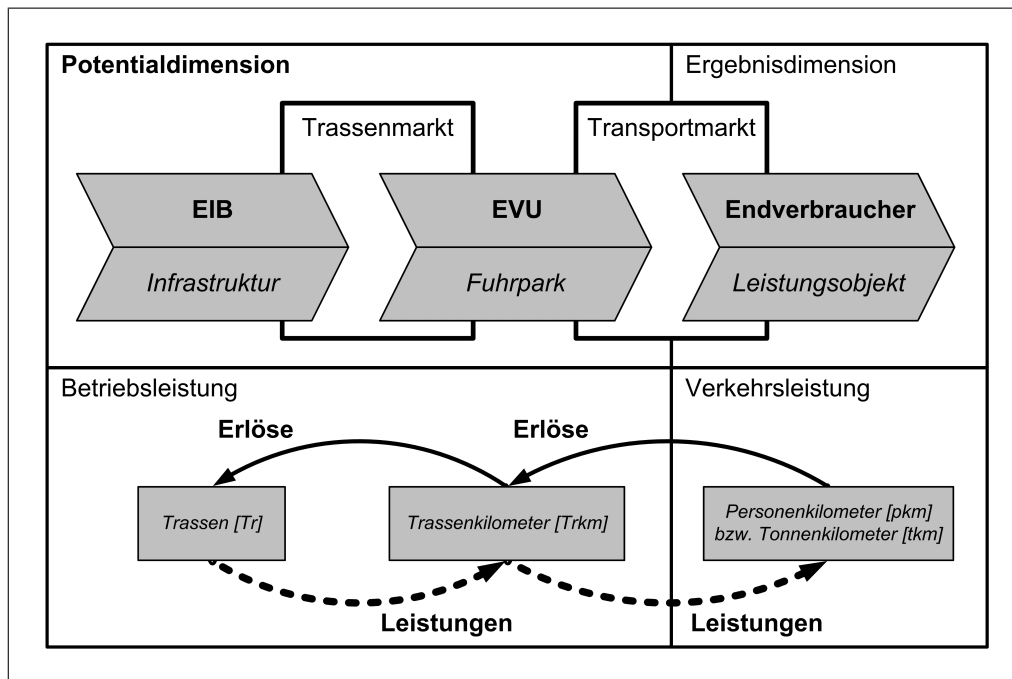 Potentialdimension
Ergebnisdimension
Trassenmarkt
Transportmarkt
EIB
EVU
Endverbraucher
Infrastruktur
Fuhrpark
Leistungsobjekt
Betriebsleistung
Verkehrsleistung
Erlöse
Erlöse
Trassen [Tr]
Trassenkilometer [Trkm]
Personenkilometer [pkm]
bzw. Tonnenkilometer [tkm]
Leistungen
Leistungen